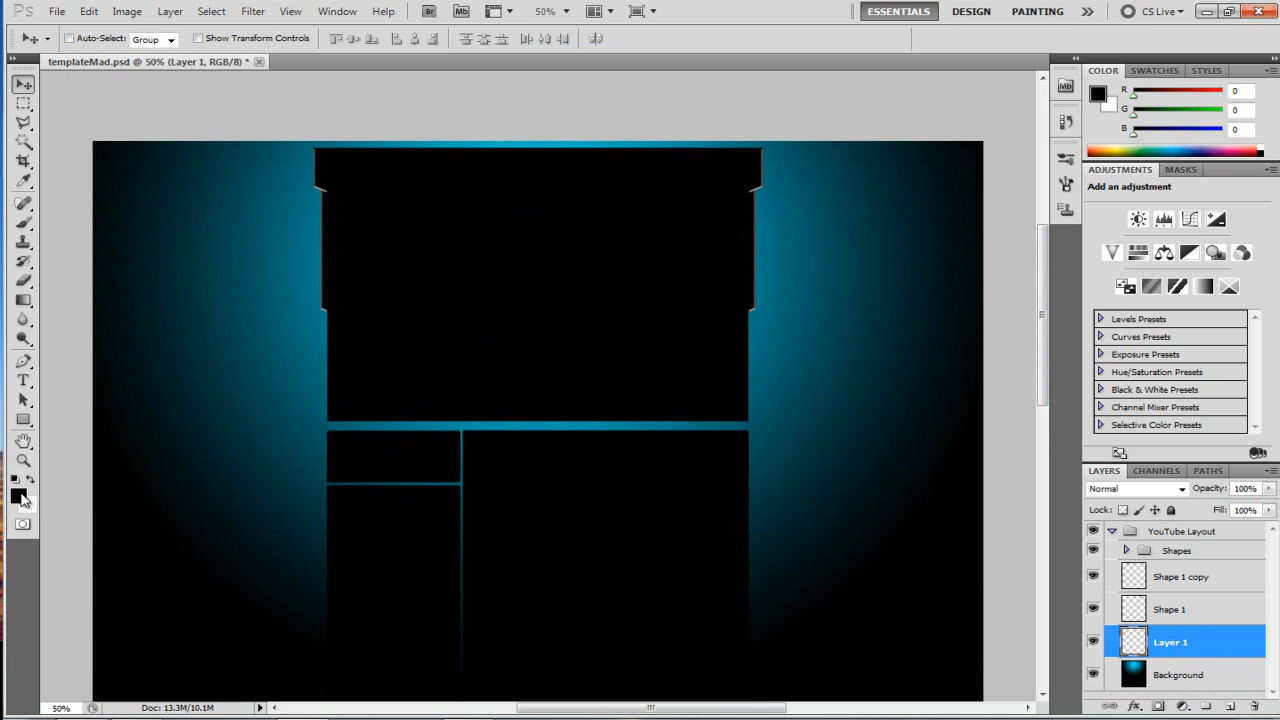 Ps File Edit Image Layer Select Filter View Window Help Br Mb 50% ESSENTIALS DESIGN PAINTING CS Live
Auto-Select: Group Show Transform Controls
templateMad.psd @ 50% (Layer 1, RGB/8) *
COLOR SWATCHES STYLES
Mb
R 0
G 0
B 0
ADJUSTMENTS MASKS
Add an adjustment
Levels Presets
Curves Presets
Exposure Presets
Hue/Saturation Presets
Black & White Presets
Channel Mixer Presets
Selective Color Presets
LAYERS CHANNELS PATHS
Normal Opacity: 100%
Lock: Fill: 100%
YouTube Layout
Shapes
Shape 1 copy
Shape 1
Layer 1
Background
50% Doc: 13.3M/10.1M